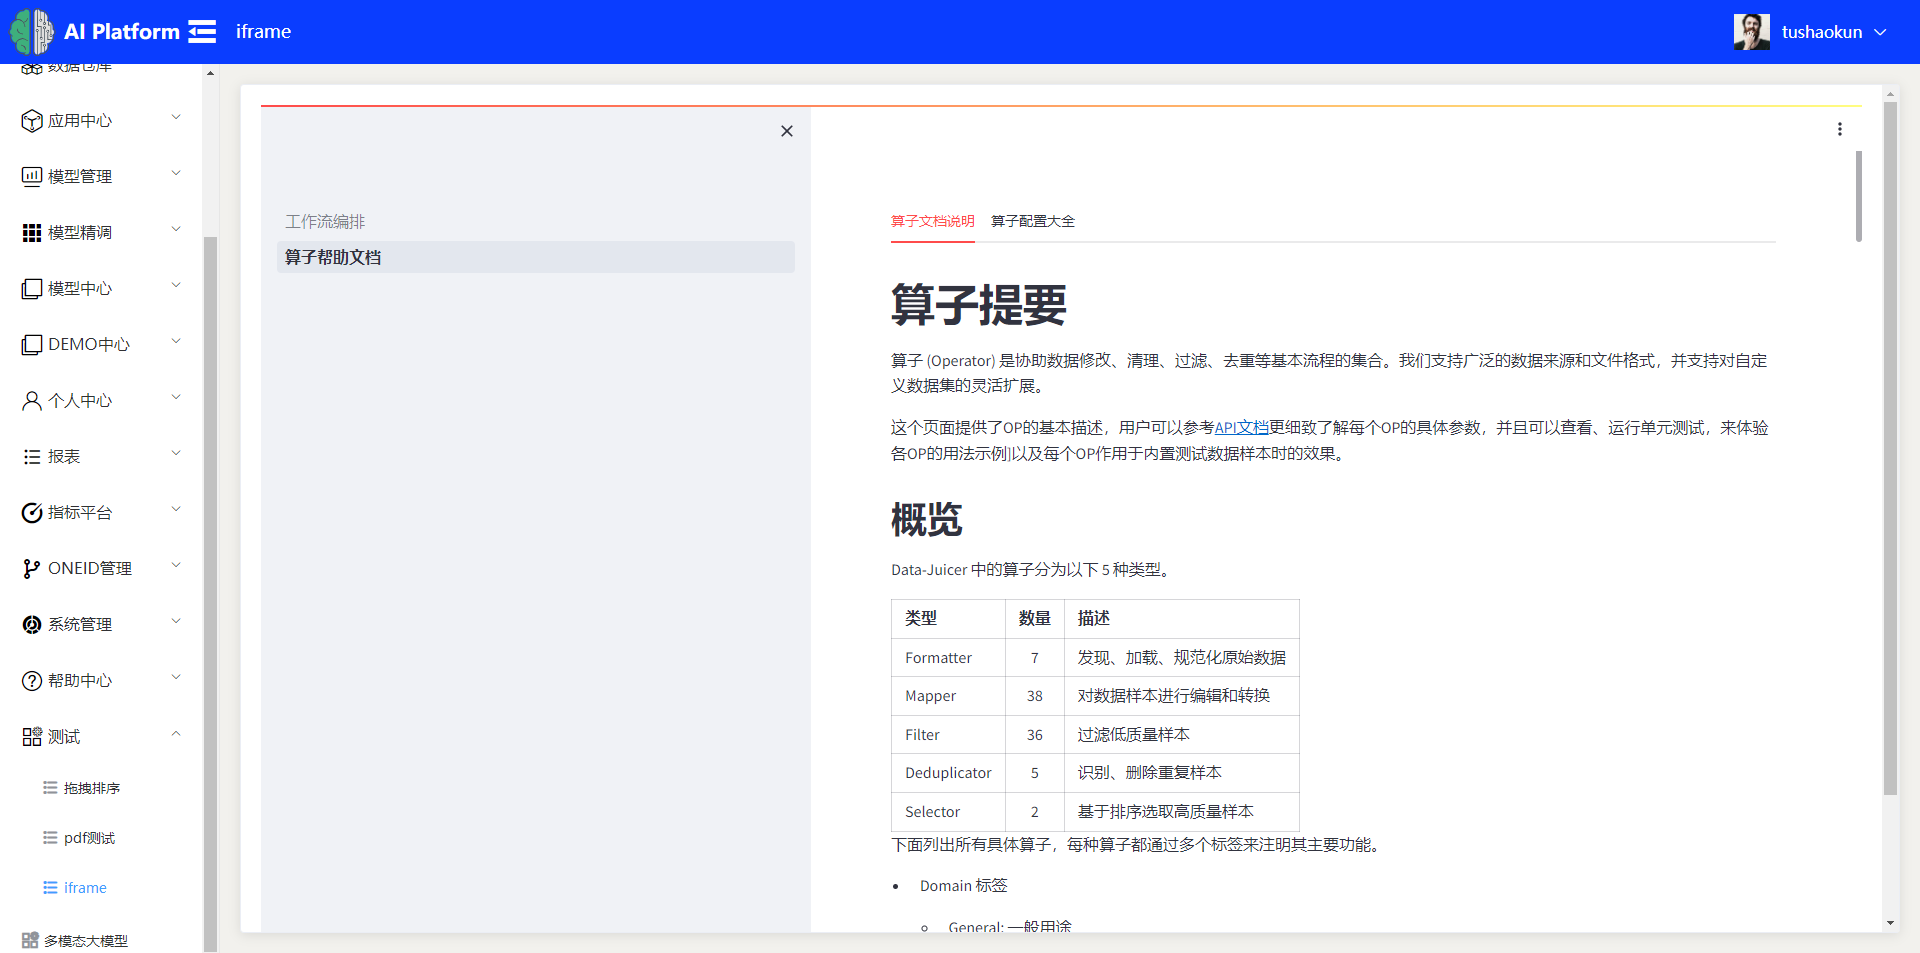 AI Platform
iframe
tushaokun
数据仓库
应用中心
模型管理
模型精调
模型中心
DEMO中心
个人中心
报表
指标平台
ONEID管理
系统管理
帮助中心
测试
拖拽排序
pdf测试
iframe
多模态大模型
工作流编排
算子帮助文档
算子文档说明 算子配置大全
算子提要
算子 (Operator) 是协助数据修改、清理、过滤、去重等基本流程的集合。我们支持广泛的数据来源和文件格式，并支持对自定
义数据集的灵活扩展。
这个页面提供了OP的基本描述，用户可以参考API文档更细致了解每个OP的具体参数，并且可以查看、运行单元测试，来体验
各OP的用法示例]以及每个OP作用于内置测试数据样本时的效果。
概览
Data-Juicer 中的算子分为以下 5 种类型。
类型 数量 描述
Formatter 7 发现、加载、规范化原始数据
Mapper 38 对数据样本进行编辑和转换
Filter 36 过滤低质量样本
Deduplicator 5 识别、删除重复样本
Selector 2 基于排序选取高质量样本
下面列出所有具体算子，每种算子都通过多个标签来注明其主要功能。
• Domain 标签
◦ General: 一般用途